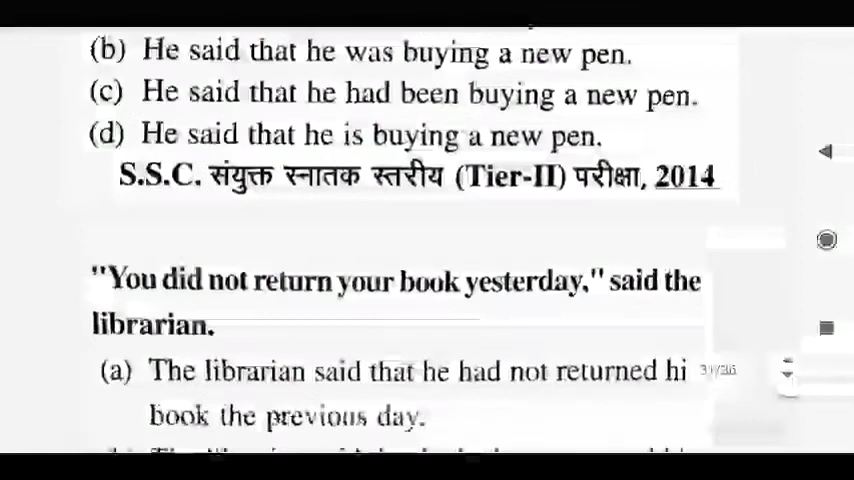 (b) He said that he was buying a new pen.
(c) He said that he had been buying a new pen.
(d) He said that he is buying a new pen.
S.S.C. संयुक्त स्नातक स्तरीय (Tier-II) परीक्षा, 2014
"You did not return your book yesterday," said the
librarian.
(a) The librarian said that he had not returned hi
book the previous day.